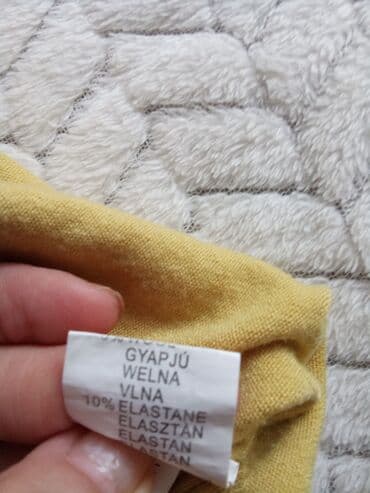 GYAPJÚ
WELNA
VLNA
10% ELASTANE
ELASZTÁN
ELASTAN